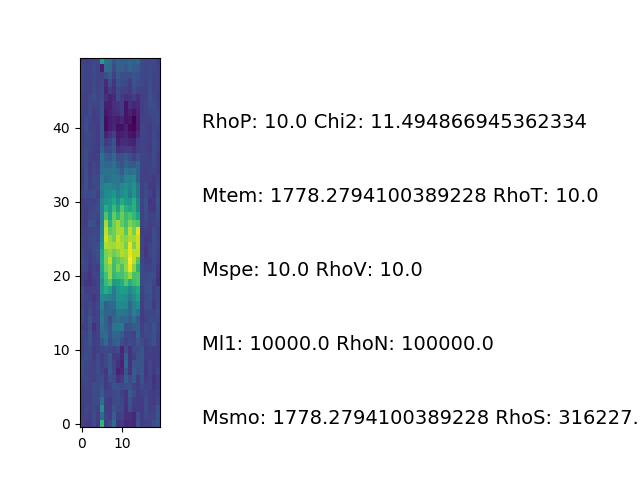 RhoP: 10.0 Chi2: 11.494866945362334
Mtem: 1778.2794100389228 RhoT: 10.0
Mspe: 10.0 RhoV: 10.0
Ml1: 10000.0 RhoN: 100000.0
Msmo: 1778.2794100389228 RhoS: 316227.
40
30
20
10
0
0 10